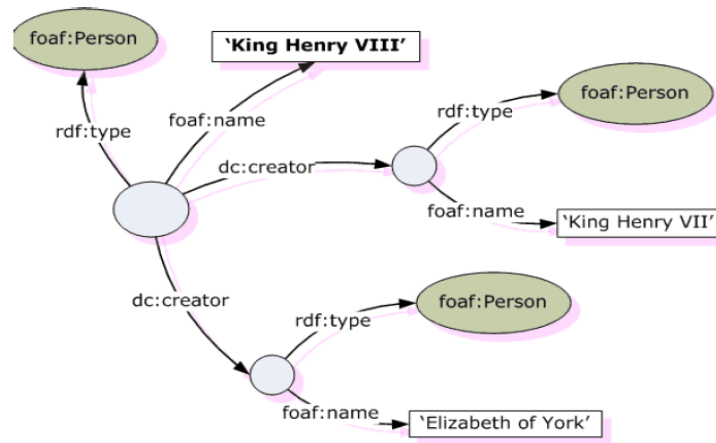 foaf:Person
‘King Henry VIII’
foaf:name
rdf:type
foaf:Person
rdf:type
dc:creator
foaf:name
‘King Henry VII’
dc:creator
foaf:Person
rdf:type
foaf:name
‘Elizabeth of York’